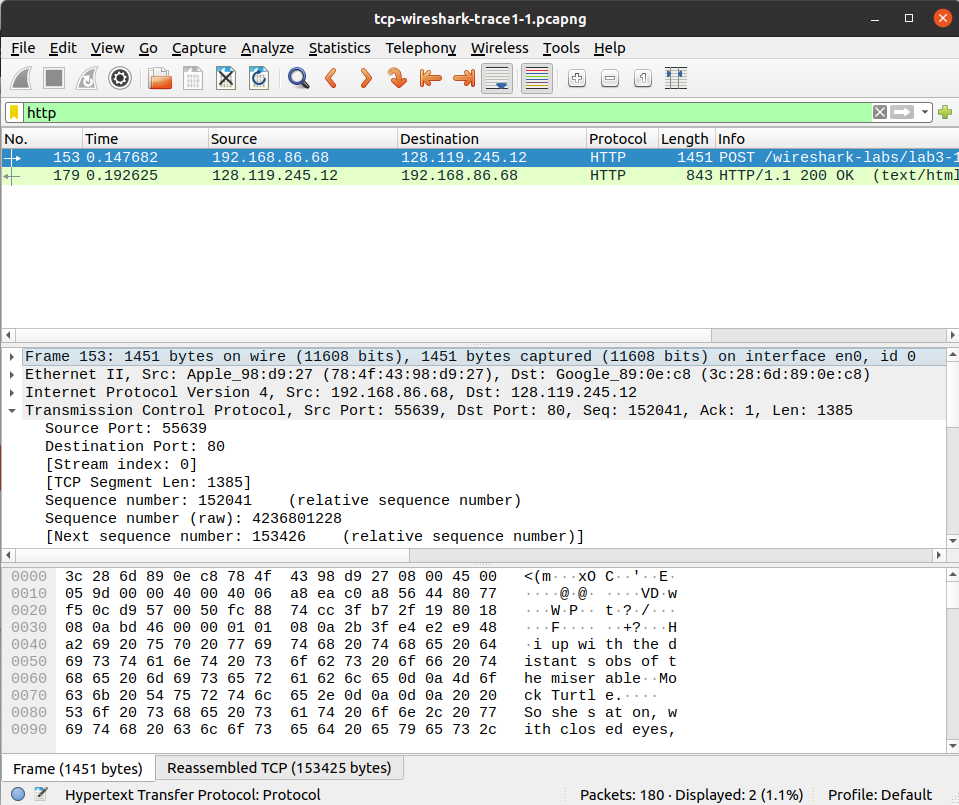 tcp-wireshark-trace1-1.pcapng
File Edit View Go Capture Analyze Statistics Telephony Wireless Tools Help
http
No. Time Source Destination Protocol Length Info
153 0.147682 192.168.86.68 128.119.245.12 HTTP 1451 POST /wireshark-labs/lab3-1
179 0.192625 128.119.245.12 192.168.86.68 HTTP 843 HTTP/1.1 200 OK (text/html
Frame 153: 1451 bytes on wire (11608 bits), 1451 bytes captured (11608 bits) on interface en0, id 0
Ethernet II, Src: Apple_98:d9:27 (78:4f:43:98:d9:27), Dst: Google_89:0e:c8 (3c:28:6d:89:0e:c8)
Internet Protocol Version 4, Src: 192.168.86.68, Dst: 128.119.245.12
Transmission Control Protocol, Src Port: 55639, Dst Port: 80, Seq: 152041, Ack: 1, Len: 1385
Source Port: 55639
Destination Port: 80
[Stream index: 0]
[TCP Segment Len: 1385]
Sequence number: 152041 (relative sequence number)
Sequence number (raw): 4236801228
[Next sequence number: 153426 (relative sequence number)]
0000 3c 28 6d 89 0e c8 78 4f 43 98 d9 27 08 00 45 00 <(m···xO C··'··E·
0010 05 9d 00 00 40 00 40 06 a8 ea c0 a8 56 44 80 77 ····@·@· ····VD·w
0020 f5 0c d9 57 00 50 fc 88 74 cc 3f b7 2f 19 80 18 ···W·P·· t·?·/···
0030 08 0a bd 46 00 00 01 01 08 0a 2b 3f e4 e2 e9 48 ···F···· ··+?···H
0040 a2 69 20 75 70 20 77 69 74 68 20 74 68 65 20 64 ·i up wi th the d
0050 69 73 74 61 6e 74 20 73 6f 62 73 20 6f 66 20 74 istant s obs of t
0060 68 65 20 6d 69 73 65 72 61 62 6c 65 0d 0a 4d 6f he miser able··Mo
0070 63 6b 20 54 75 72 74 6c 65 2e 0d 0a 0d 0a 20 20 ck Turtl e.····
0080 53 6f 20 73 68 65 20 73 61 74 20 6f 6e 2c 20 77 So she s at on, w
0090 69 74 68 20 63 6c 6f 73 65 64 20 65 79 65 73 2c ith clos ed eyes,
Frame (1451 bytes) Reassembled TCP (153425 bytes)
Hypertext Transfer Protocol: Protocol Packets: 180 · Displayed: 2 (1.1%) Profile: Default